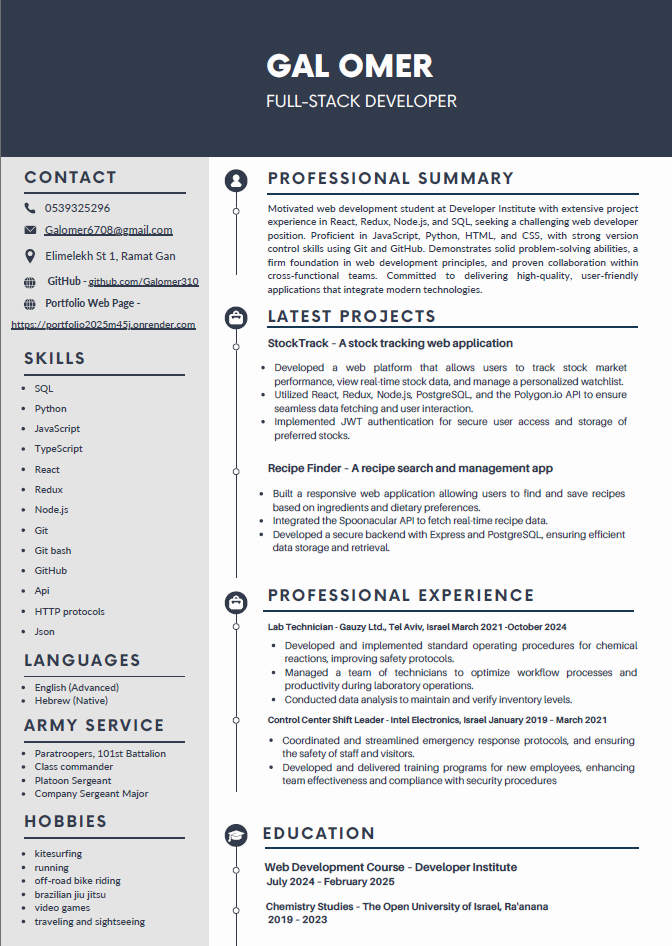 GAL OMER
FULL-STACK DEVELOPER
CONTACT
0539325296
Galomer6708@gmail.com
Elimelekh St 1, Ramat Gan
GitHub - github.com/Galomer310
Portfolio Web Page -
https://portfolio2025m45j.onrender.com
SKILLS
SQL
Python
JavaScript
TypeScript
React
Redux
Node.js
Git
Git bash
GitHub
Api
HTTP protocols
Json
LANGUAGES
English (Advanced)
Hebrew (Native)
ARMY SERVICE
Paratroopers, 101st Battalion
Class commander
Platoon Sergeant
Company Sergeant Major
HOBBIES
kitesurfing
running
off-road bike riding
brazilian jiu jitsu
video games
traveling and sightseeing
PROFESSIONAL SUMMARY
Motivated web development student at Developer Institute with extensive project
experience in React, Redux, Node.js, and SQL, seeking a challenging web developer
position. Proficient in JavaScript, Python, HTML, and CSS, with strong version
control skills using Git and GitHub. Demonstrates solid problem-solving abilities, a
firm foundation in web development principles, and proven collaboration within
cross-functional teams. Committed to delivering high-quality, user-friendly
applications that integrate modern technologies.
LATEST PROJECTS
StockTrack – A stock tracking web application
Developed a web platform that allows users to track stock market
performance, view real-time stock data, and manage a personalized watchlist.
Utilized React, Redux, Node.js, PostgreSQL, and the Polygon.io API to ensure
seamless data fetching and user interaction.
Implemented JWT authentication for secure user access and storage of
preferred stocks.
Recipe Finder – A recipe search and management app
Built a responsive web application allowing users to find and save recipes
based on ingredients and dietary preferences.
Integrated the Spoonacular API to fetch real-time recipe data.
Developed a secure backend with Express and PostgreSQL, ensuring efficient
data storage and retrieval.
PROFESSIONAL EXPERIENCE
Lab Technician - Gauzy Ltd., Tel Aviv, Israel March 2021 -October 2024
Developed and implemented standard operating procedures for chemical
reactions, improving safety protocols.
Managed a team of technicians to optimize workflow processes and
productivity during laboratory operations.
Conducted data analysis to maintain and verify inventory levels.
Control Center Shift Leader - Intel Electronics, Israel January 2019 – March 2021
Coordinated and streamlined emergency response protocols, and ensuring
the safety of staff and visitors.
Developed and delivered training programs for new employees, enhancing
team effectiveness and compliance with security procedures
EDUCATION
Web Development Course – Developer Institute
July 2024 – February 2025
Chemistry Studies – The Open University of Israel, Ra'anana
2019 – 2023